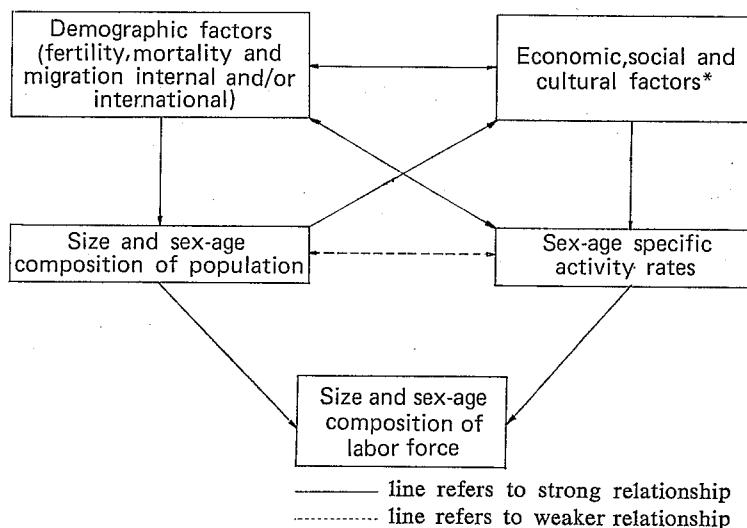 Demographic factors
(fertility,mortality and
migration internal and/or
international)
Economic,social and
cultural factors*
Size and sex-age
composition of population
Sex-age specific
activity rates
Size and sex-age
composition of
labor force
line refers to strong relationship
line refers to weaker relationship